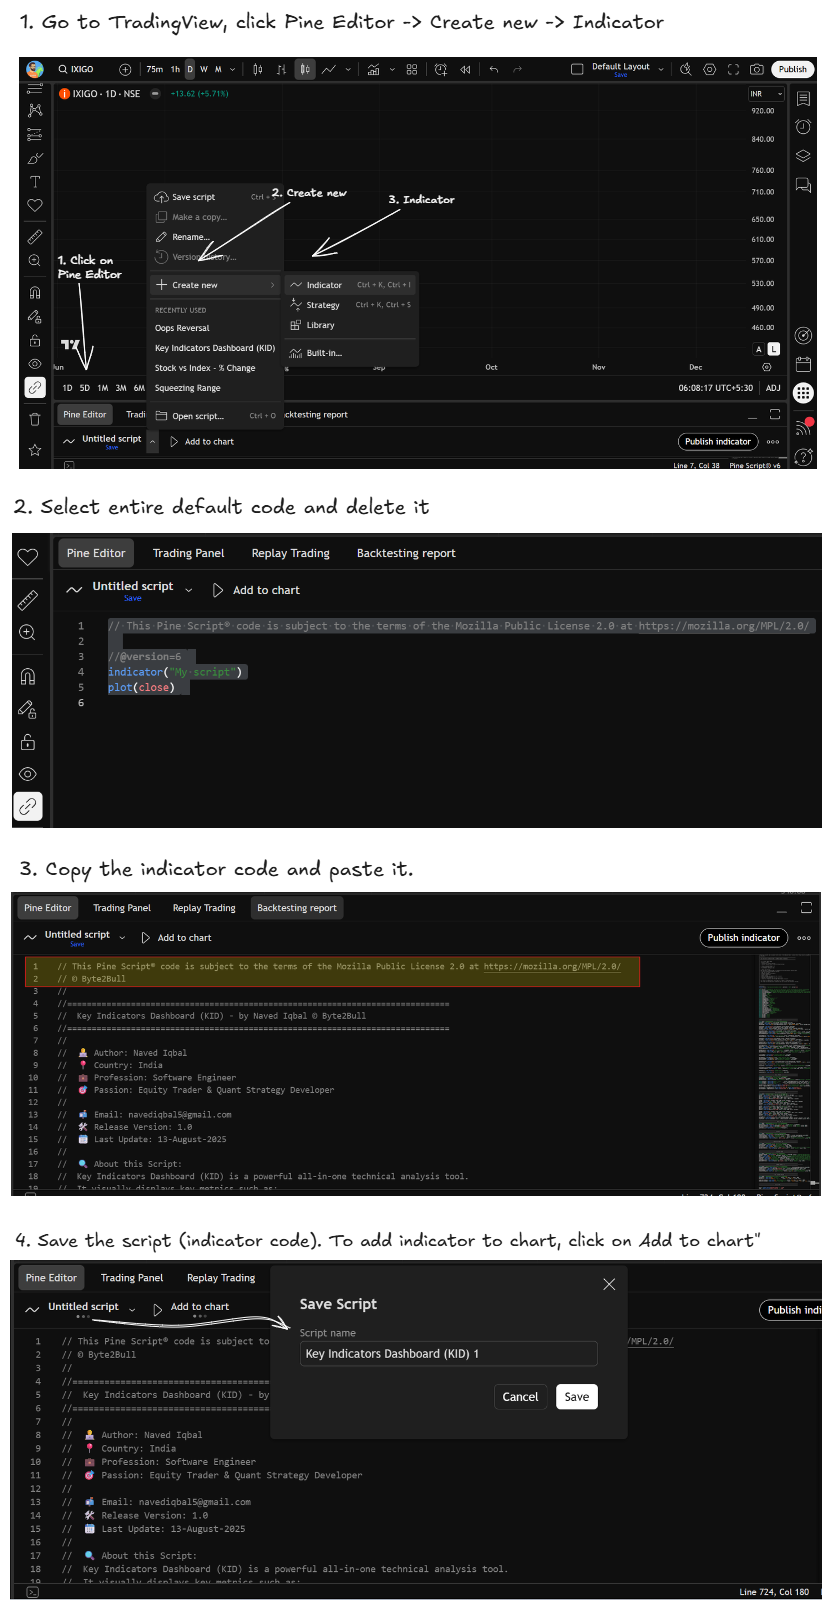 1. Go to TradingView, click Pine Editor -> Create new -> Indicator
IXIGO 75m 1h D W M Default Layout Save Publish
IXIGO · 1D · NSE -13.62 (+5.71%) INR
920.00
840.00
760.00
710.00
650.00
610.00
570.00
530.00
490.00
460.00
A L
2. Create new
3. Indicator
1. Click on
Pine Editor
Save script Ctrl +
Make a copy...
Rename...
Version history...
Create new
RECENTLY USED
Oops Reversal
Key Indicators Dashboard (KID)
Stock vs Index - % Change
Squeezing Range
Open script... Ctrl + O
Indicator Ctrl + K, Ctrl + I
Strategy Ctrl + K, Ctrl + S
Library
Built-in...
Sep Oct Nov Dec
1D 5D 1M 3M 6M 06:08:17 UTC+5:30 ADJ
Pine Editor Tradi cktesting report
Untitled script Add to chart Publish indicator
Save
Line 7, Col 38 Pine Script® v6
2. Select entire default code and delete it
Pine Editor Trading Panel Replay Trading Backtesting report
Untitled script Add to chart
Save
1 // This Pine Script® code is subject to the terms of the Mozilla Public License 2.0 at https://mozilla.org/MPL/2.0/
2
3 //@version=6
4 indicator("My script")
5 plot(close)
6
3. Copy the indicator code and paste it.
Pine Editor Trading Panel Replay Trading Backtesting report
Untitled script Add to chart Publish indicator
Save
1 // This Pine Script® code is subject to the terms of the Mozilla Public License 2.0 at https://mozilla.org/MPL/2.0/
2 // © Byte2Bull
3 //
4 //===========================================================================
5 // Key Indicators Dashboard (KID) - by Naved Iqbal © Byte2Bull
6 //===========================================================================
7 //
8 // 🧑‍💻 Author: Naved Iqbal
9 // 📍 Country: India
10 // 💼 Profession: Software Engineer
11 // 🎯 Passion: Equity Trader & Quant Strategy Developer
12 //
13 // 📬 Email: navediqbal5@gmail.com
14 // 🛠 Release Version: 1.0
15 // 📅 Last Update: 13-August-2025
16 //
17 // 🔍 About this Script:
18 // Key Indicators Dashboard (KID) is a powerful all-in-one technical analysis tool.
19 // It visually displays key metrics such as:
4. Save the script (indicator code). To add indicator to chart, click on Add to chart"
Pine Editor Trading Panel Replay Trading
Untitled script Add to chart Publish indi
Save Script
Script name
Key Indicators Dashboard (KID) 1
Cancel Save
1 // This Pine Script® code is subject to /MPL/2.0/
2 // © Byte2Bull
3 //
4 //=====================================
5 // Key Indicators Dashboard (KID) - by
6 //=====================================
7 //
8 // 🧑‍💻 Author: Naved Iqbal
9 // 📍 Country: India
10 // 💼 Profession: Software Engineer
11 // 🎯 Passion: Equity Trader & Quant Strategy Developer
12 //
13 // 📬 Email: navediqbal5@gmail.com
14 // 🛠 Release Version: 1.0
15 // 📅 Last Update: 13-August-2025
16 //
17 // 🔍 About this Script:
18 // Key Indicators Dashboard (KID) is a powerful all-in-one technical analysis tool.
19 // It visually displays key metrics such as:
Line 724, Col 180